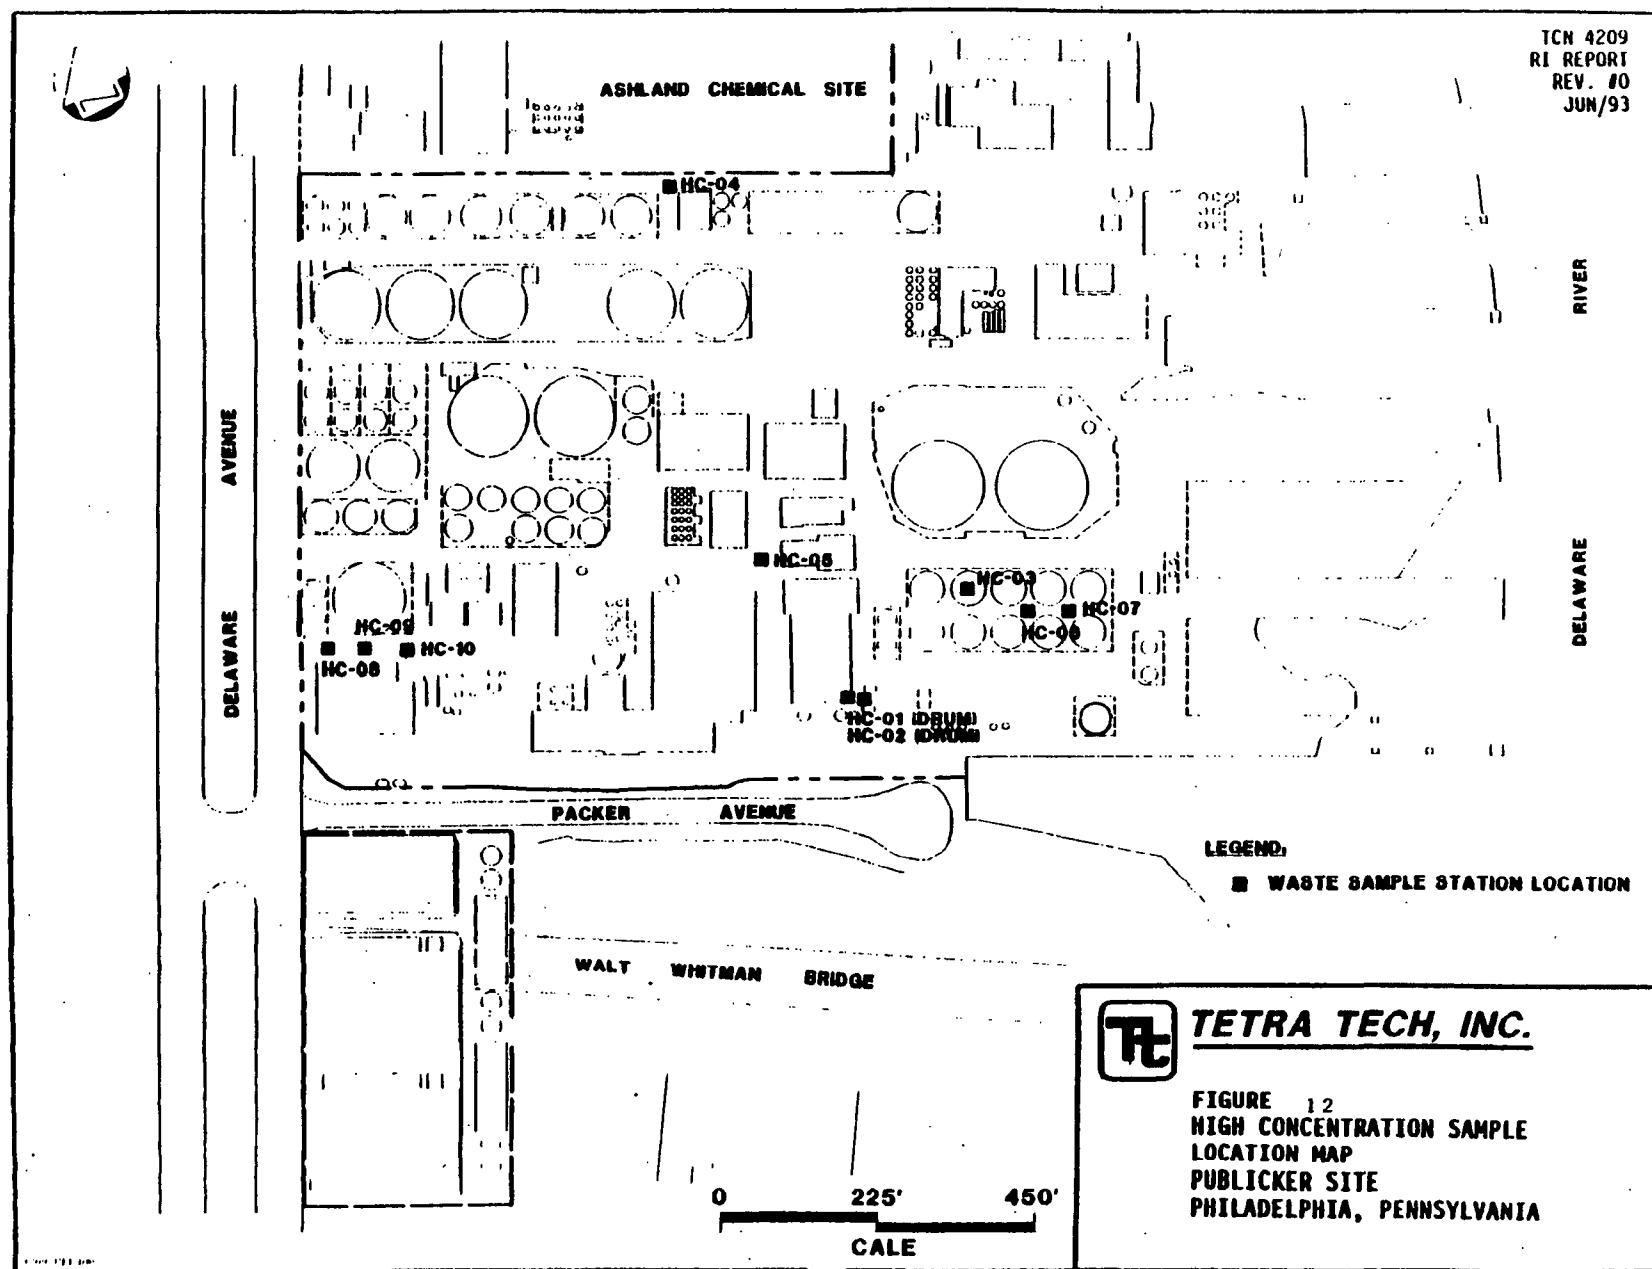 TCN 4209
RI REPORT
REV. #0
JUN/93
ASHLAND CHEMICAL SITE
HC-04
RIVER
DELAWARE
AVENUE
DELAWARE
HC-05
HC-03
HC-07
HC-06
HC-09
HC-10
HC-08
HC-01 (DRUM)
HC-02 (DRUM)
PACKER AVENUE
LEGEND:
WASTE SAMPLE STATION LOCATION
WALT WHITMAN BRIDGE
TETRA TECH, INC.
FIGURE 12
HIGH CONCENTRATION SAMPLE
LOCATION MAP
PUBLICKER SITE
PHILADELPHIA, PENNSYLVANIA
0 225' 450'
CALE